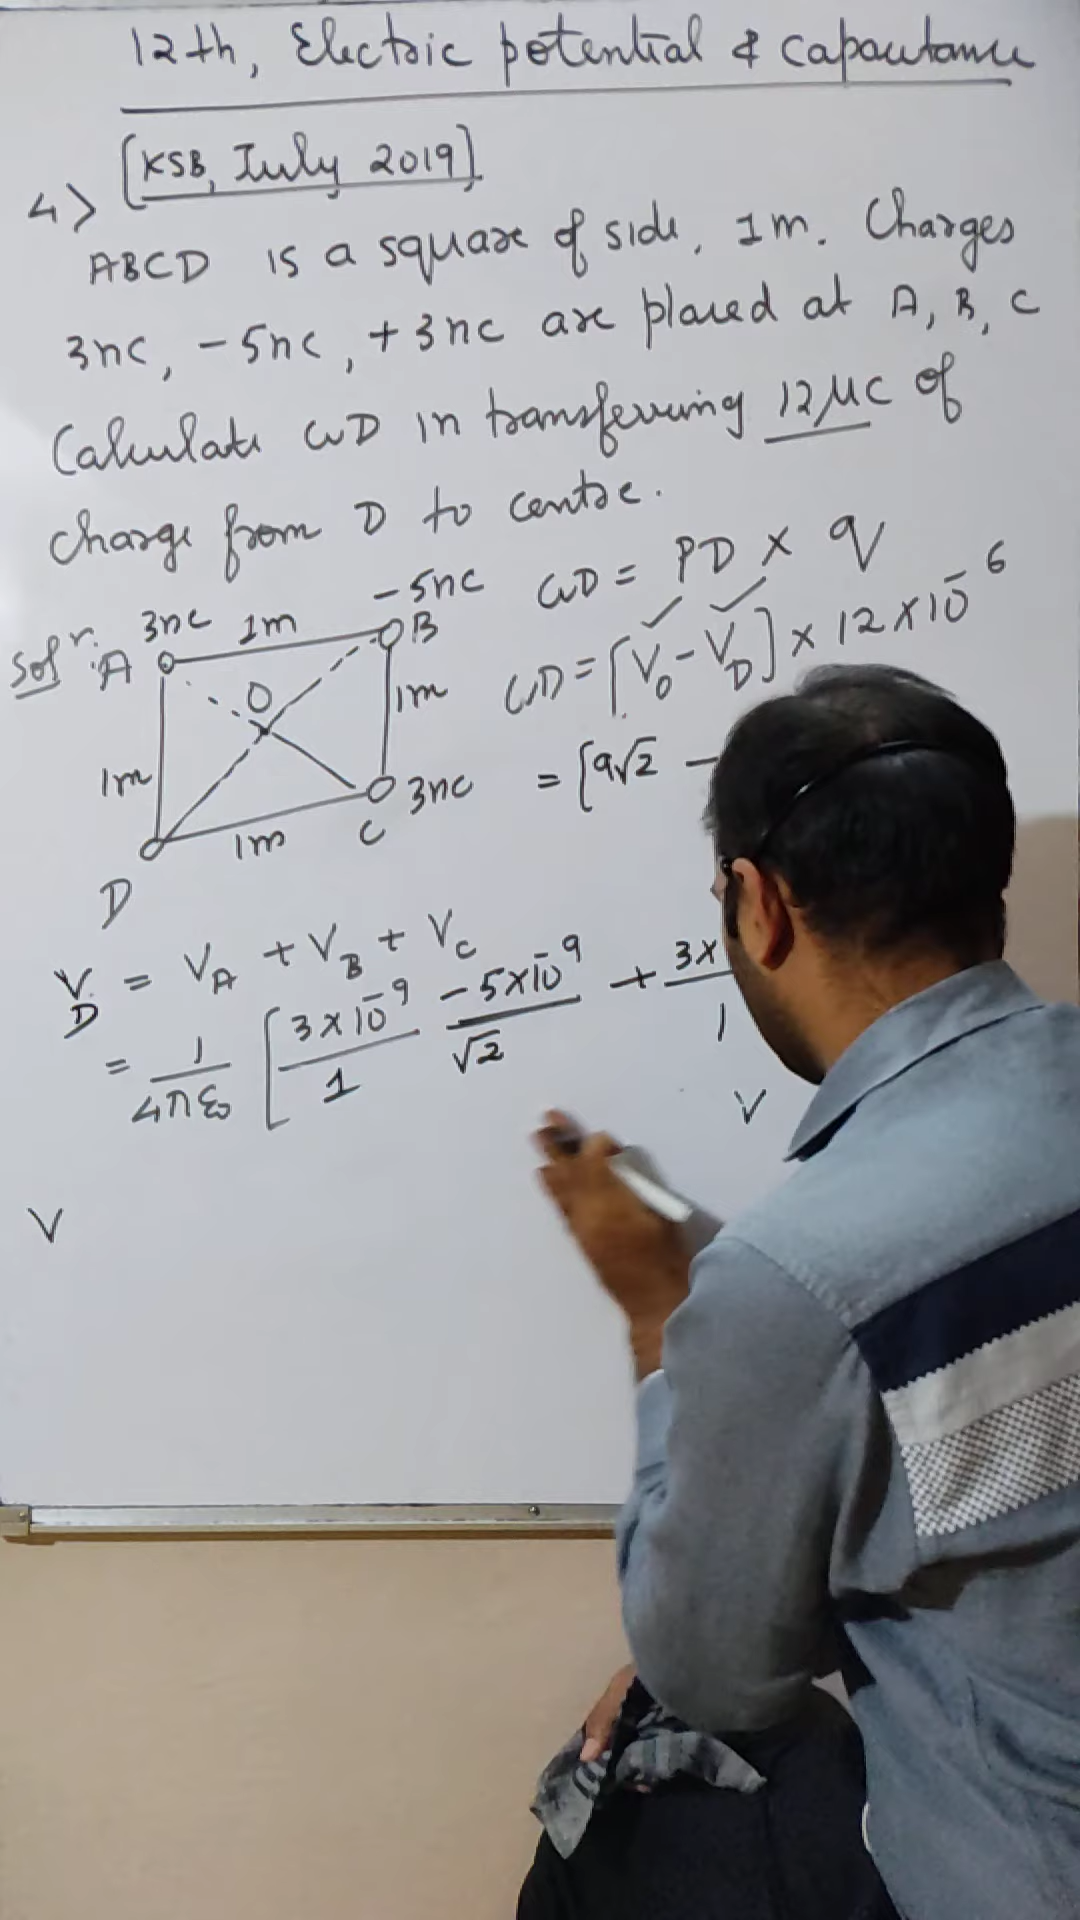 12th, Electric potential & capacitance
[KSB, July 2019]
4>
ABCD is a square of side, 1m. Charges
3nc, -5nc, +3nc are placed at A, B, C
Calculate WD in transferring 12μC of
charge from D to centre.
Solⁿ:
3nc 1m -5nc
A B
O
1m 1m
3nc
1m C
D
WD = PD × q
WD = [V₀ - V_D] × 12×10⁻⁶
= [9√2 -
V_D = V_A + V_B + V_C
= 1/4πε₀ [3×10⁻⁹/1 -5×10⁻⁹/√2 + 3×/1
V
V